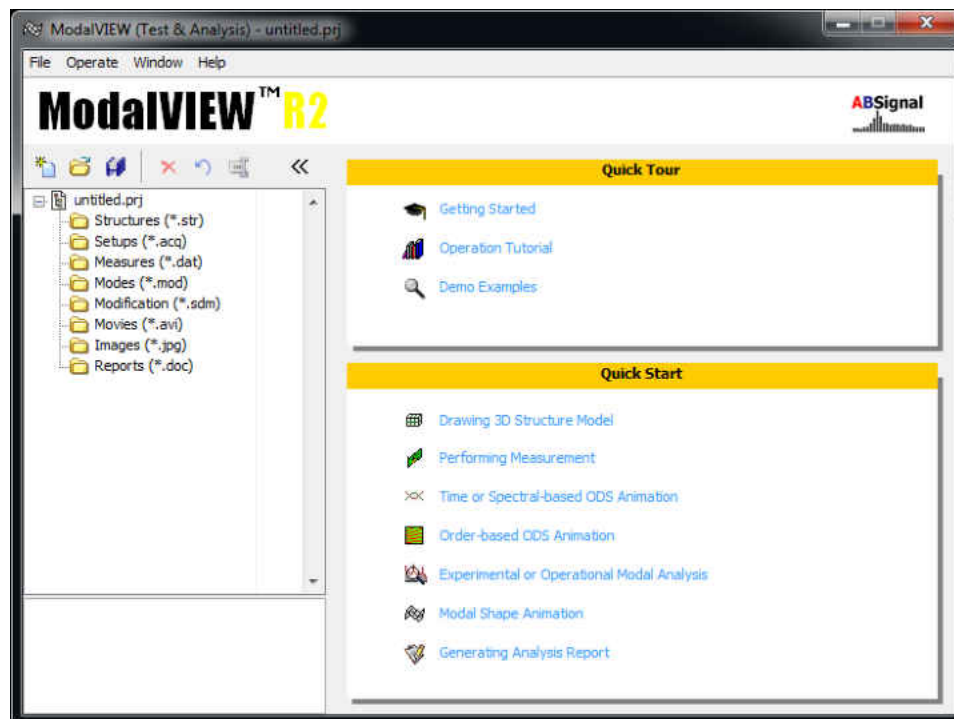 ModalVIEW (Test & Analysis) - untitled.prj
File Operate Window Help
ModalVIEW™ R2
ABSignal
untitled.prj
Structures (*.str)
Setups (*.acq)
Measures (*.dat)
Modes (*.mod)
Modification (*.sdm)
Movies (*.avi)
Images (*.jpg)
Reports (*.doc)
Quick Tour
Getting Started
Operation Tutorial
Demo Examples
Quick Start
Drawing 3D Structure Model
Performing Measurement
Time or Spectral-based ODS Animation
Order-based ODS Animation
Experimental or Operational Modal Analysis
Modal Shape Animation
Generating Analysis Report